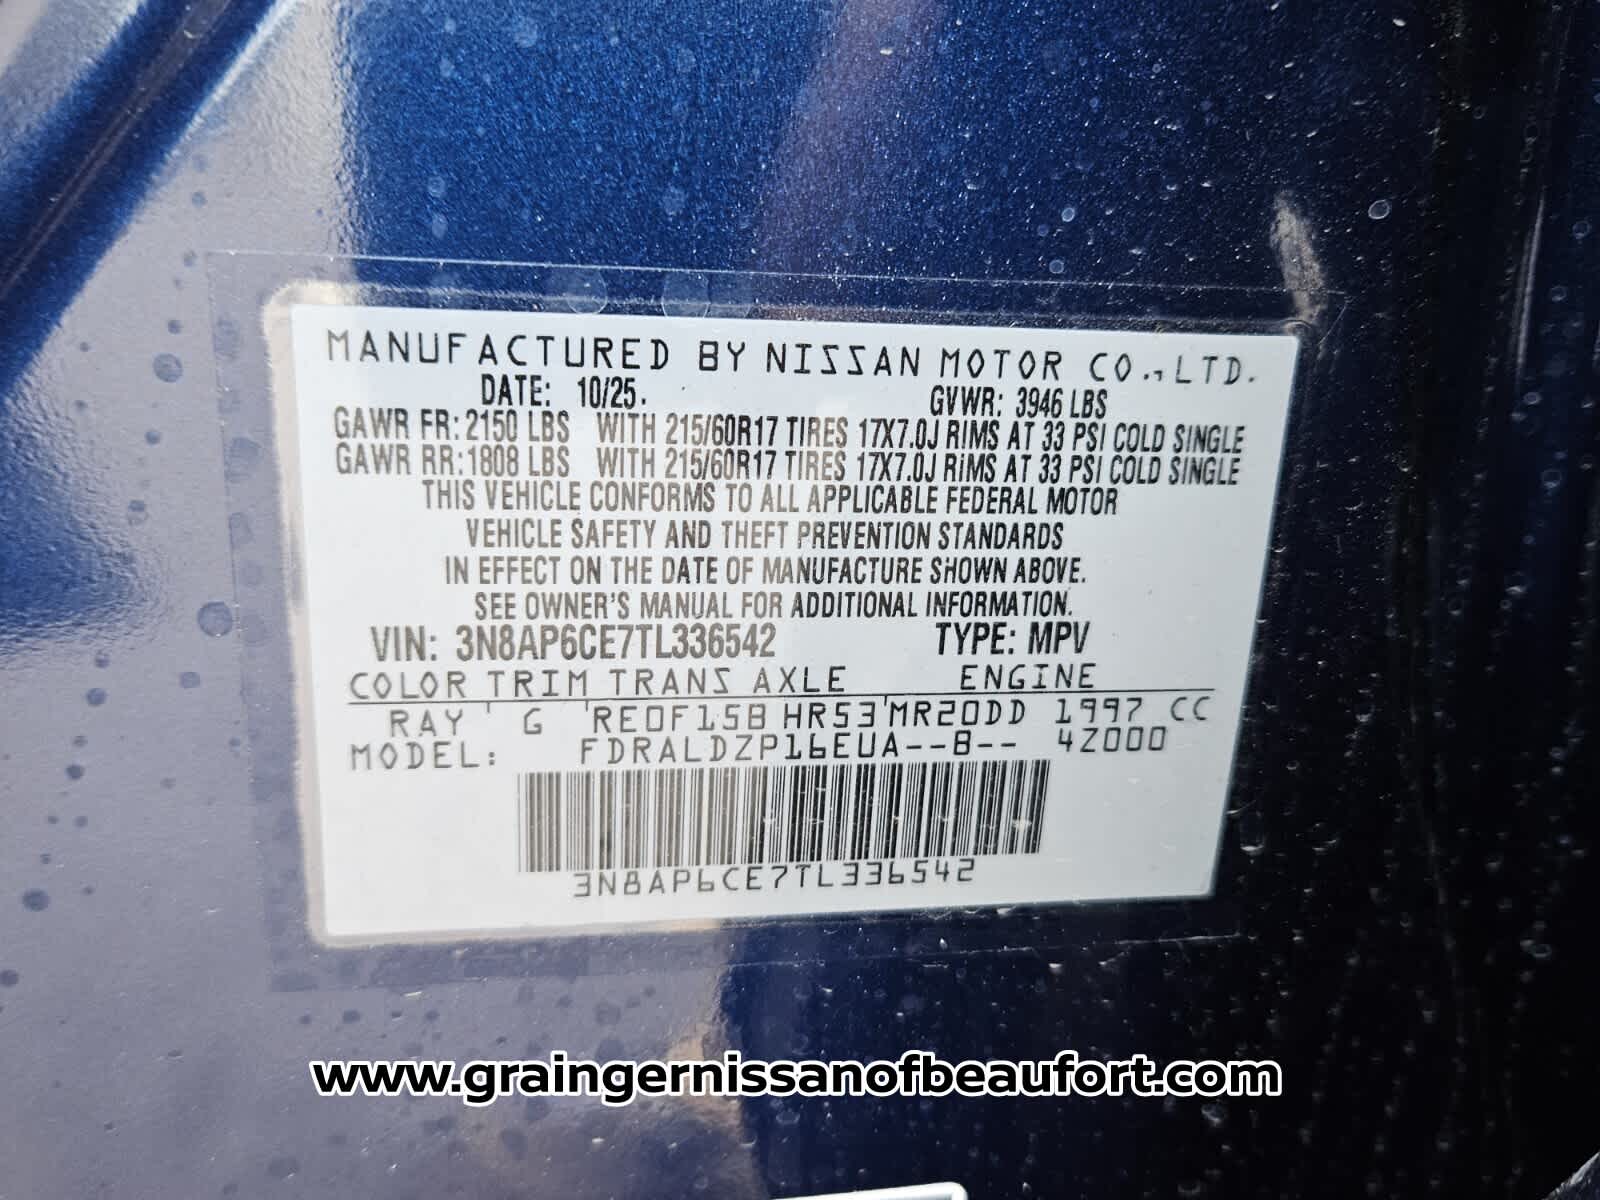 MANUFACTURED BY NISSAN MOTOR CO., LTD.
DATE: 10/25. GVWR: 3946 LBS
GAWR FR: 2150 LBS WITH 215/60R17 TIRES 17X7.0J RIMS AT 33 PSI COLD SINGLE
GAWR RR: 1808 LBS WITH 215/60R17 TIRES 17X7.0J RIMS AT 33 PSI COLD SINGLE
THIS VEHICLE CONFORMS TO ALL APPLICABLE FEDERAL MOTOR
VEHICLE SAFETY AND THEFT PREVENTION STANDARDS
IN EFFECT ON THE DATE OF MANUFACTURE SHOWN ABOVE.
SEE OWNER'S MANUAL FOR ADDITIONAL INFORMATION.
VIN: 3N8AP6CE7TL336542 TYPE: MPV
COLOR TRIM TRANS AXLE ENGINE
RAY G RE0F15B HR53 MR20DD 1997 CC
MODEL: FDRALDZP16EUA--B-- 4Z000
3N8AP6CE7TL336542
www.graingernissanofbeaufort.com